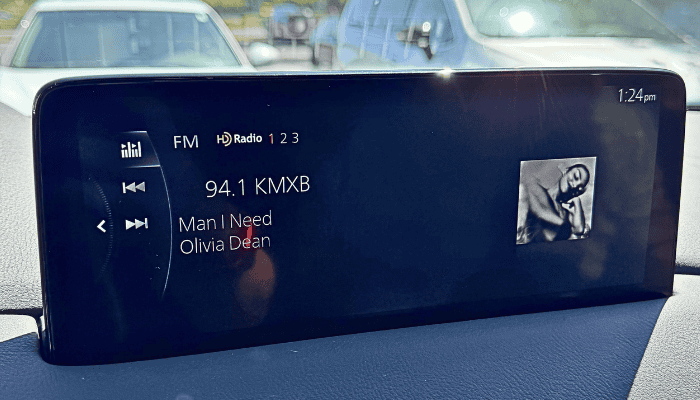 1:24pm
FM HD Radio 1 2 3
94.1 KMXB
Man I Need
Olivia Dean